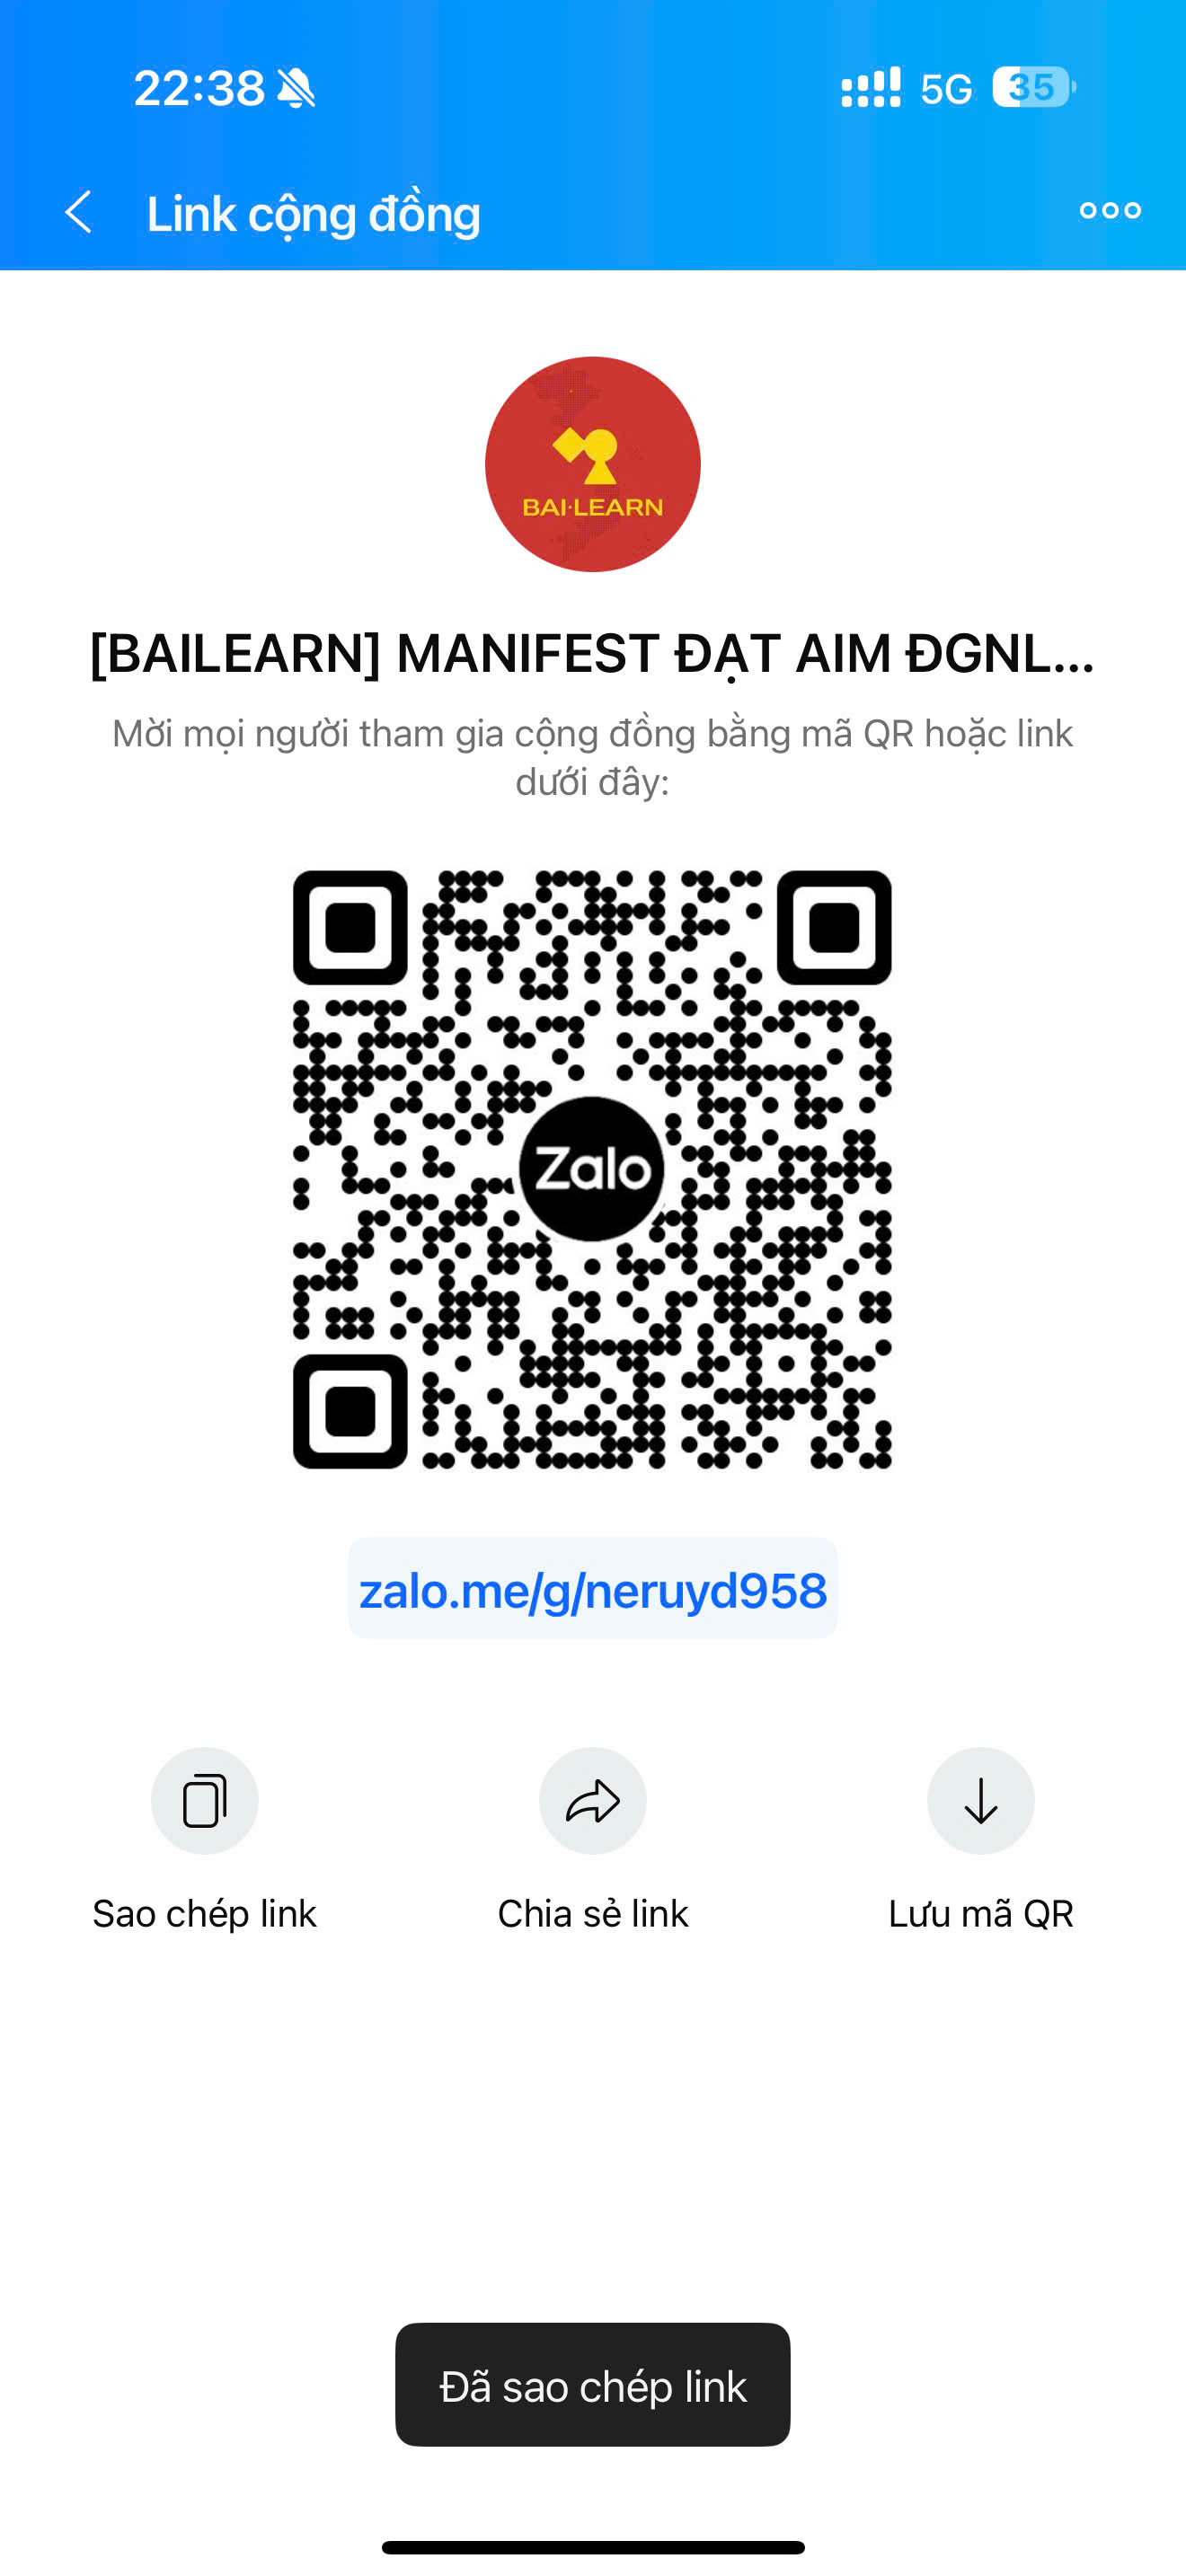 22:38
5G
35
Link cộng đồng
BAI·LEARN
[BAILEARN] MANIFEST ĐẠT AIM ĐGNL...
Mời mọi người tham gia cộng đồng bằng mã QR hoặc link
dưới đây:
Zalo
zalo.me/g/neruyd958
Sao chép link
Chia sẻ link
Lưu mã QR
Đã sao chép link